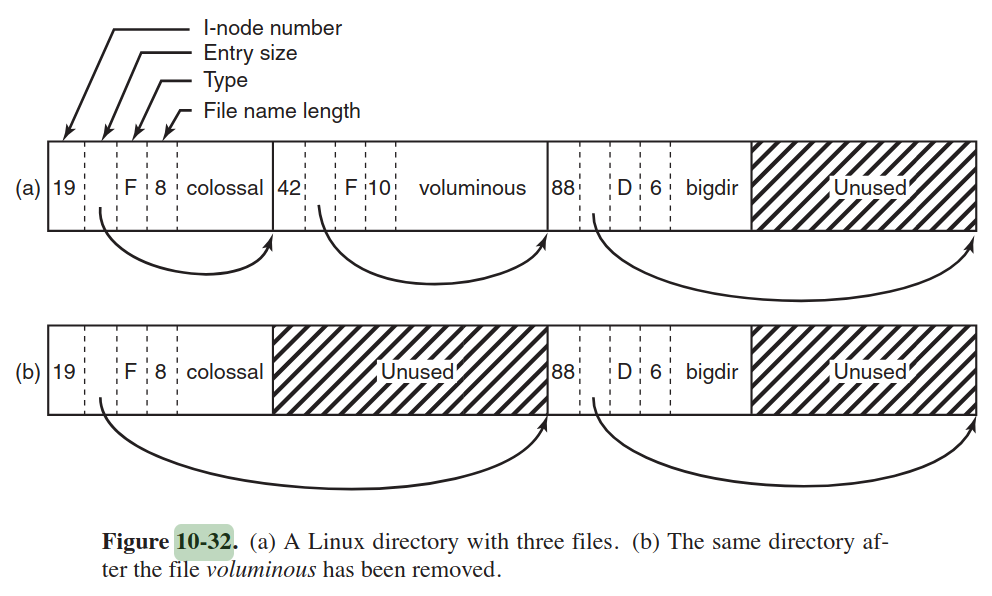 I-node number
Entry size
Type
File name length
(a) 19 F 8 colossal 42 F 10 voluminous 88 D 6 bigdir Unused
(b) 19 F 8 colossal Unused 88 D 6 bigdir Unused
Figure 10-32. (a) A Linux directory with three files. (b) The same directory af-
ter the file voluminous has been removed.